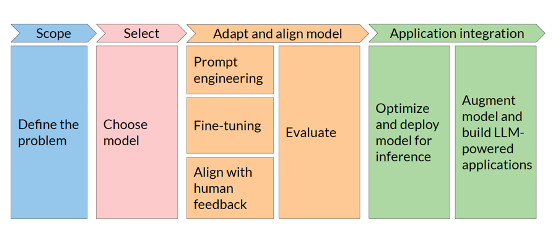 Scope
Select
Adapt and align model
Application integration
Define the
problem
Choose
model
Prompt
engineering
Fine-tuning
Align with
human
feedback
Evaluate
Optimize
and deploy
model for
inference
Augment
model and
build LLM-
powered
applications